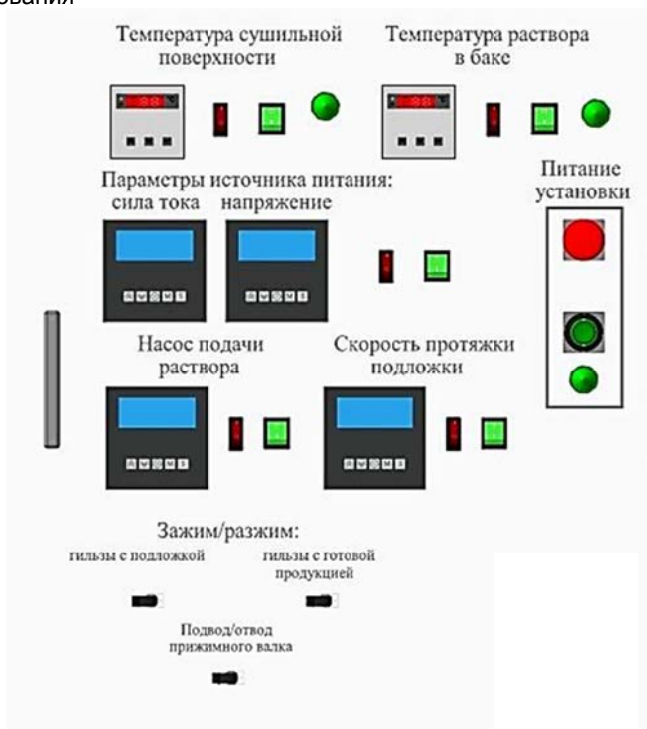 ования
Температура сушильной
поверхности
Температура раствора
в баке
Питание
установки
Параметры источника питания:
сила тока напряжение
Насос подачи
раствора
Скорость протяжки
подложки
Зажим/разжим:
гильзы с подложкой
гильзы с готовой
продукцией
Подвод/отвод
прижимного валка